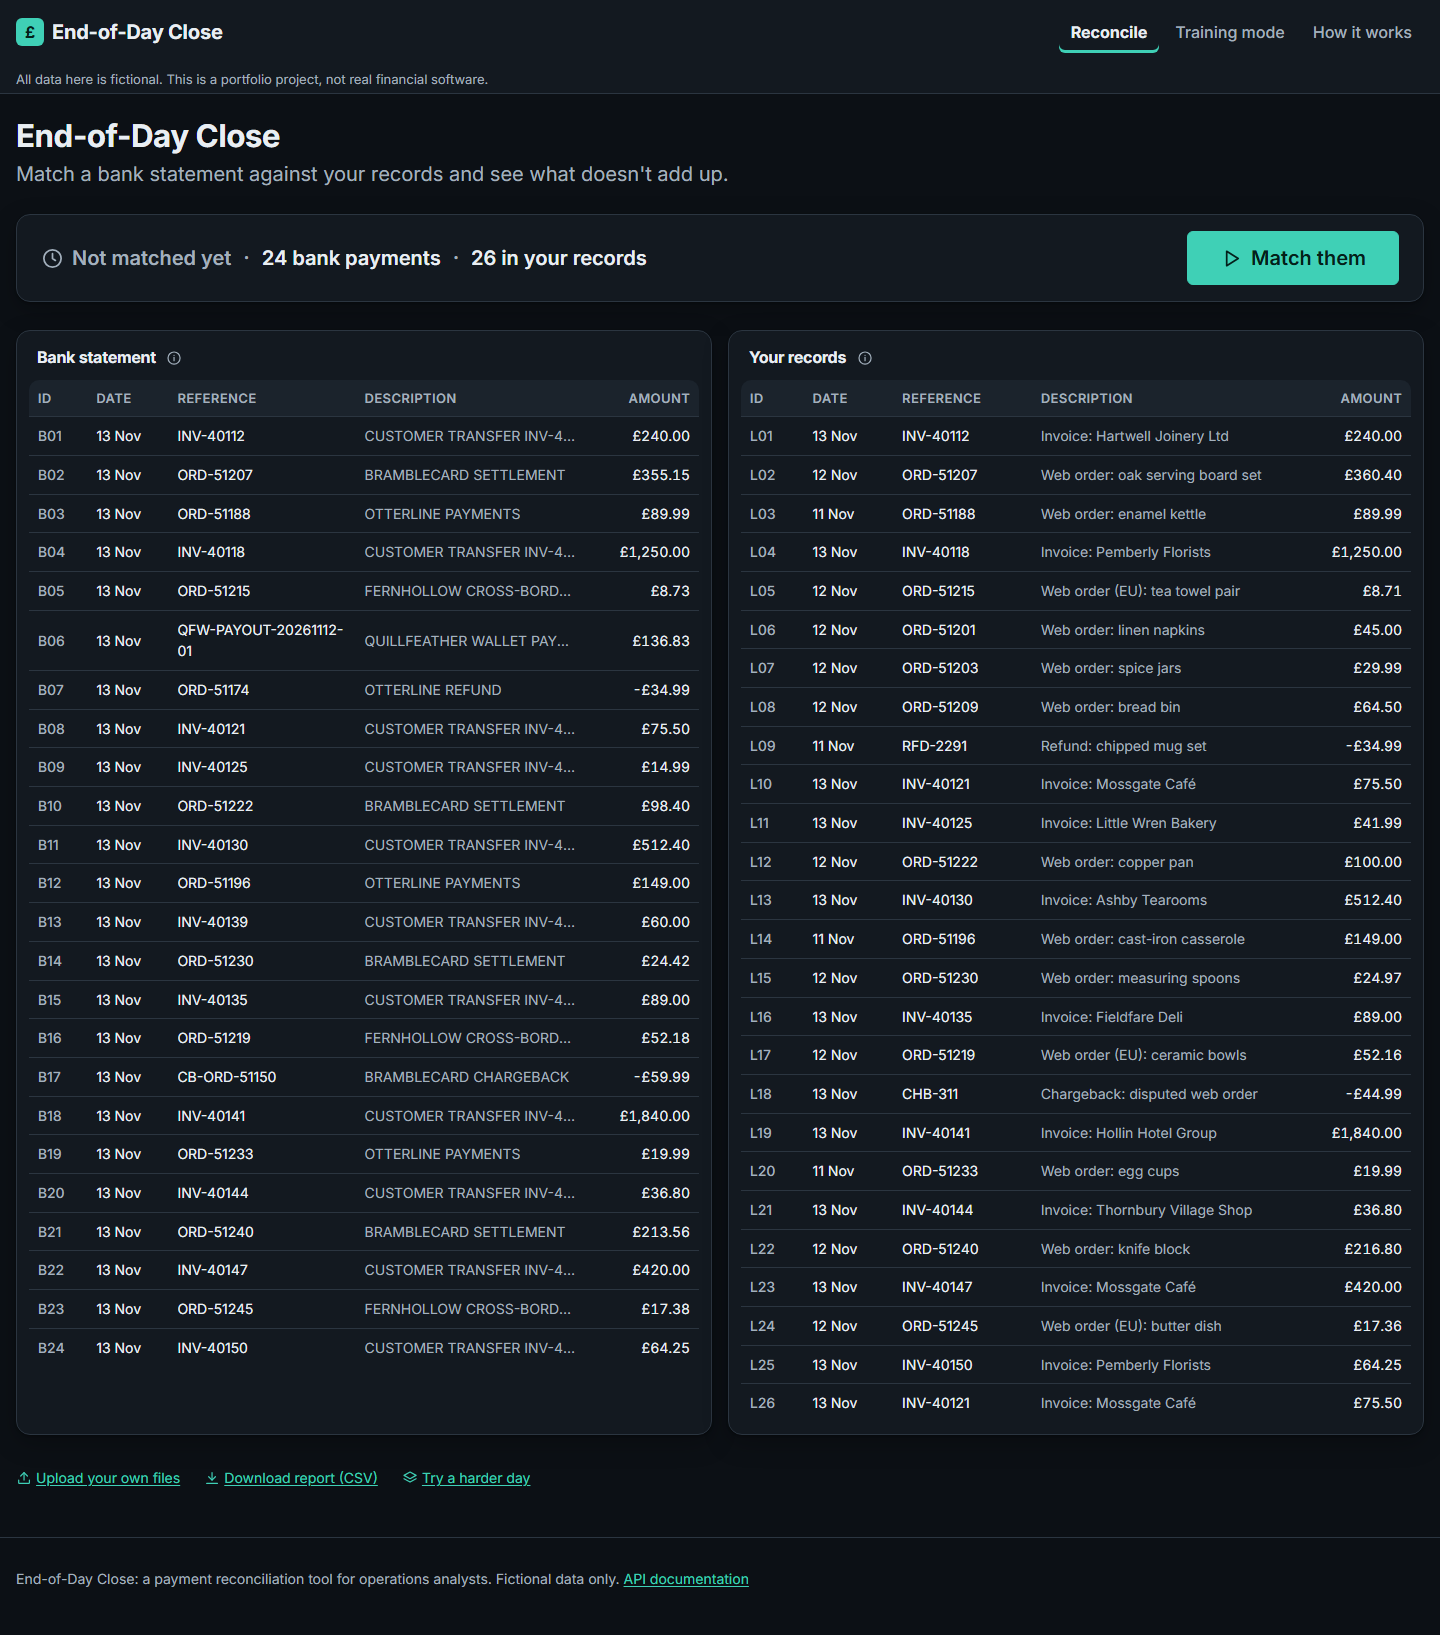 £ End-of-Day Close
Reconcile Training mode How it works
All data here is fictional. This is a portfolio project, not real financial software.
End-of-Day Close
Match a bank statement against your records and see what doesn't add up.
Not matched yet · 24 bank payments · 26 in your records
Match them
Bank statement
ID DATE REFERENCE DESCRIPTION AMOUNT
B01 13 Nov INV-40112 CUSTOMER TRANSFER INV-4... £240.00
B02 13 Nov ORD-51207 BRAMBLECARD SETTLEMENT £355.15
B03 13 Nov ORD-51188 OTTERLINE PAYMENTS £89.99
B04 13 Nov INV-40118 CUSTOMER TRANSFER INV-4... £1,250.00
B05 13 Nov ORD-51215 FERNHOLLOW CROSS-BORD... £8.73
B06 13 Nov QFW-PAYOUT-20261112-
01 QUILLFEATHER WALLET PAY... £136.83
B07 13 Nov ORD-51174 OTTERLINE REFUND -£34.99
B08 13 Nov INV-40121 CUSTOMER TRANSFER INV-4... £75.50
B09 13 Nov INV-40125 CUSTOMER TRANSFER INV-4... £14.99
B10 13 Nov ORD-51222 BRAMBLECARD SETTLEMENT £98.40
B11 13 Nov INV-40130 CUSTOMER TRANSFER INV-4... £512.40
B12 13 Nov ORD-51196 OTTERLINE PAYMENTS £149.00
B13 13 Nov INV-40139 CUSTOMER TRANSFER INV-4... £60.00
B14 13 Nov ORD-51230 BRAMBLECARD SETTLEMENT £24.42
B15 13 Nov INV-40135 CUSTOMER TRANSFER INV-4... £89.00
B16 13 Nov ORD-51219 FERNHOLLOW CROSS-BORD... £52.18
B17 13 Nov CB-ORD-51150 BRAMBLECARD CHARGEBACK -£59.99
B18 13 Nov INV-40141 CUSTOMER TRANSFER INV-4... £1,840.00
B19 13 Nov ORD-51233 OTTERLINE PAYMENTS £19.99
B20 13 Nov INV-40144 CUSTOMER TRANSFER INV-4... £36.80
B21 13 Nov ORD-51240 BRAMBLECARD SETTLEMENT £213.56
B22 13 Nov INV-40147 CUSTOMER TRANSFER INV-4... £420.00
B23 13 Nov ORD-51245 FERNHOLLOW CROSS-BORD... £17.38
B24 13 Nov INV-40150 CUSTOMER TRANSFER INV-4... £64.25
Your records
ID DATE REFERENCE DESCRIPTION AMOUNT
L01 13 Nov INV-40112 Invoice: Hartwell Joinery Ltd £240.00
L02 12 Nov ORD-51207 Web order: oak serving board set £360.40
L03 11 Nov ORD-51188 Web order: enamel kettle £89.99
L04 13 Nov INV-40118 Invoice: Pemberly Florists £1,250.00
L05 12 Nov ORD-51215 Web order (EU): tea towel pair £8.71
L06 12 Nov ORD-51201 Web order: linen napkins £45.00
L07 12 Nov ORD-51203 Web order: spice jars £29.99
L08 12 Nov ORD-51209 Web order: bread bin £64.50
L09 11 Nov RFD-2291 Refund: chipped mug set -£34.99
L10 13 Nov INV-40121 Invoice: Mossgate Café £75.50
L11 13 Nov INV-40125 Invoice: Little Wren Bakery £41.99
L12 12 Nov ORD-51222 Web order: copper pan £100.00
L13 13 Nov INV-40130 Invoice: Ashby Tearooms £512.40
L14 11 Nov ORD-51196 Web order: cast-iron casserole £149.00
L15 12 Nov ORD-51230 Web order: measuring spoons £24.97
L16 13 Nov INV-40135 Invoice: Fieldfare Deli £89.00
L17 12 Nov ORD-51219 Web order (EU): ceramic bowls £52.16
L18 13 Nov CHB-311 Chargeback: disputed web order -£44.99
L19 13 Nov INV-40141 Invoice: Hollin Hotel Group £1,840.00
L20 11 Nov ORD-51233 Web order: egg cups £19.99
L21 13 Nov INV-40144 Invoice: Thornbury Village Shop £36.80
L22 12 Nov ORD-51240 Web order: knife block £216.80
L23 13 Nov INV-40147 Invoice: Mossgate Café £420.00
L24 12 Nov ORD-51245 Web order (EU): butter dish £17.36
L25 13 Nov INV-40150 Invoice: Pemberly Florists £64.25
L26 13 Nov INV-40121 Invoice: Mossgate Café £75.50
Upload your own files Download report (CSV) Try a harder day
End-of-Day Close: a payment reconciliation tool for operations analysts. Fictional data only. API documentation